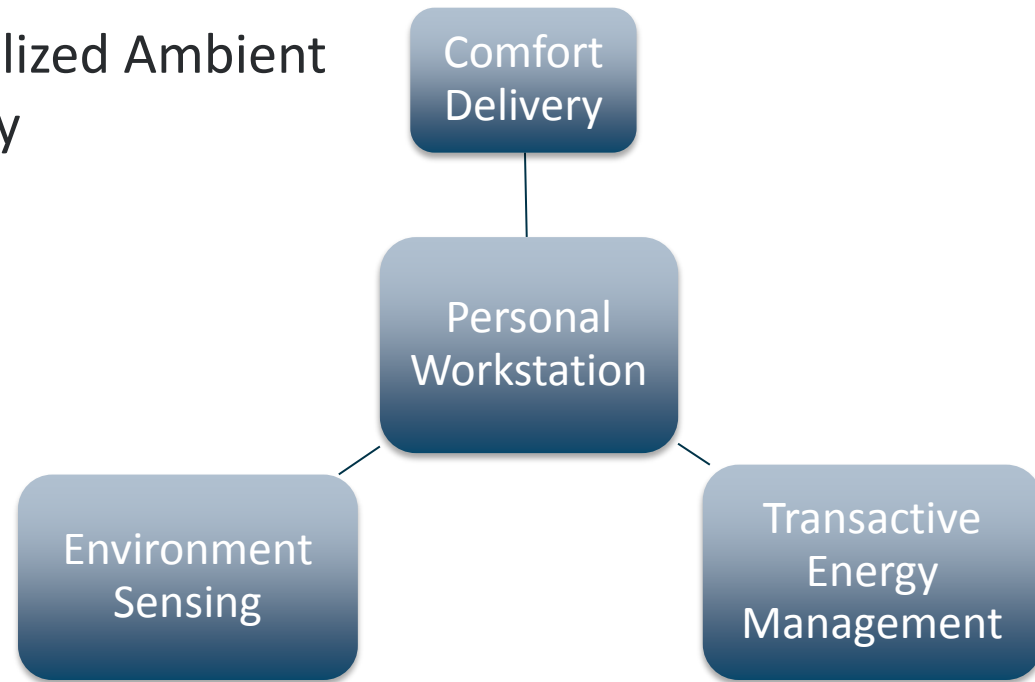 lized Ambient
y
Comfort
Delivery
Personal
Workstation
Environment
Sensing
Transactive
Energy
Management